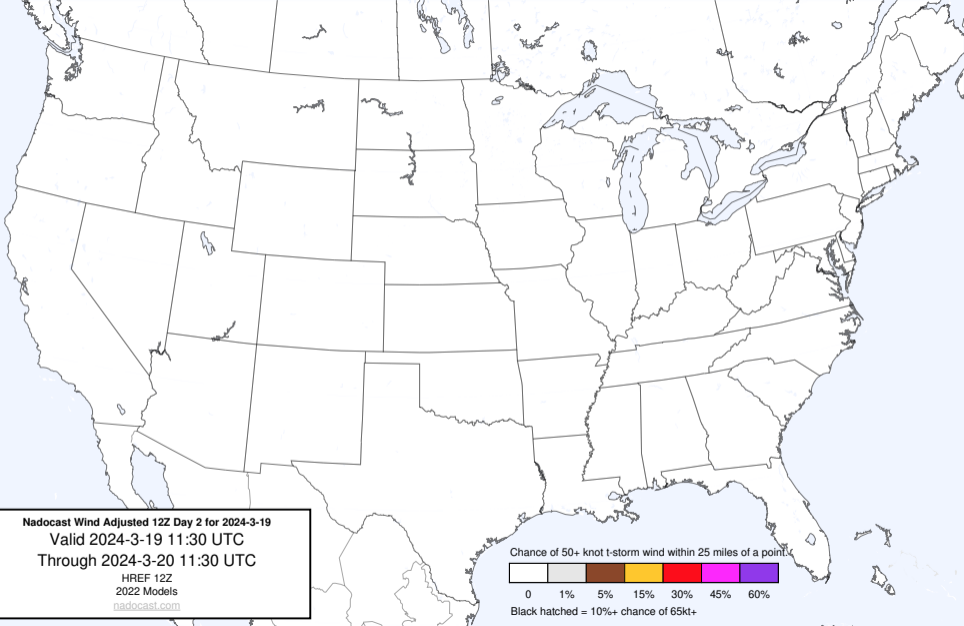 Nadocast Wind Adjusted 12Z Day 2 for 2024-3-19
Valid 2024-3-19 11:30 UTC
Through 2024-3-20 11:30 UTC
HREF 12Z
2022 Models
nadocast.com
Chance of 50+ knot t-storm wind within 25 miles of a point.
0 1% 5% 15% 30% 45% 60%
Black hatched = 10%+ chance of 65kt+